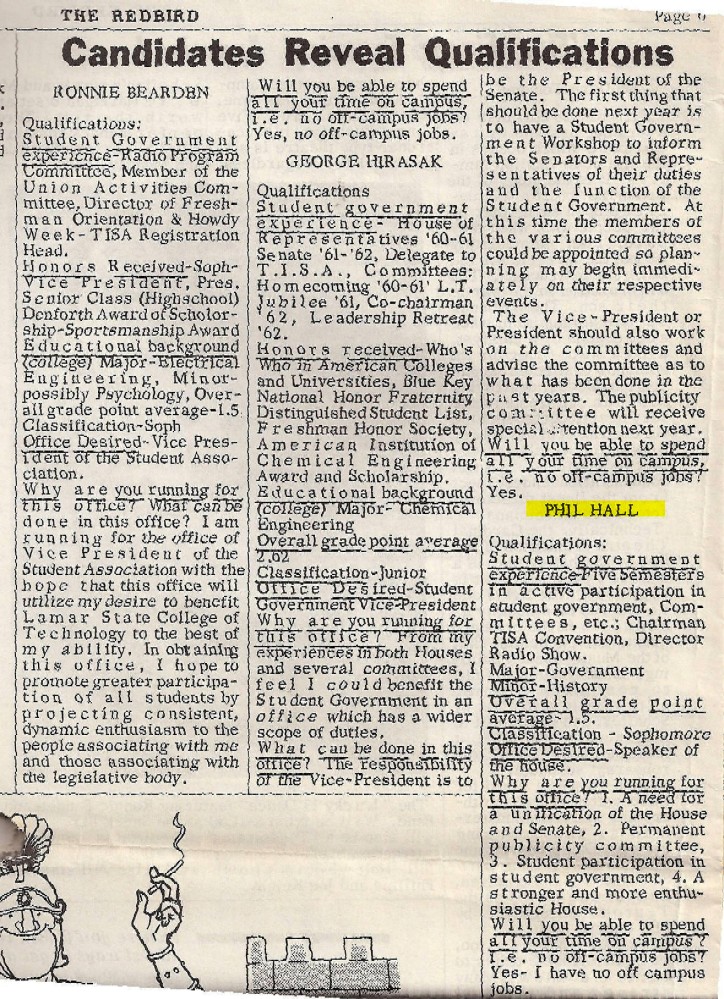 THE REDBIRD
Page 6
Candidates Reveal Qualifications
RONNIE BEARDEN
Qualifications:
Student Government
experience-Radio Program
Committee, Member of the
Union Activities Com-
mittee, Director of Fresh-
man Orientation & Howdy
Week-TISA Registration
Head.
Honors Received-Soph-
Vice President, Pres.
Senior Class (Highschool)
Denforth Award of Scholor-
ship-Sportsmanship Award
Educational background
(college) Major-Electrical
Engineering, Minor-
possibly Psychology, Over-
all grade point average-1.5
Classification-Soph
Office Desired-Vice Pres-
ident of the Student Asso-
ciation.
Why are you running for
this office? What can be
done in this office? I am
running for the office of
Vice President of the
Student Association with the
hope that this office will
utilize my desire to benefit
Lamar State College of
Technology to the best of
my ability. In obtaining
this office, I hope to
promote greater participa-
tion of all students by
projecting consistent,
dynamic enthusiasm to the
people associating with me
and those associating with
the legislative body.
Will you be able to spend
all your time on campus,
i.e. no off-campus jobs?
Yes, no off-campus jobs.
GEORGE HIRASAK
Qualifications
Student government
experience- House of
Representatives '60-61
Senate '61-'62, Delegate to
T.I.S.A., Committees:
Homecoming '60-61' L.T.
Jubilee '61, Co-chairman
'62, Leadership Retreat
'62.
Honors received-Who's
Who in American Colleges
and Universities, Blue Key
National Honor Fraternity
Distinguished Student List,
Freshman Honor Society,
American Institution of
Chemical Engineering
Award and Scholarship.
Educational background
(college) Major- Chemical
Engineering
Overall grade point average
2.62
Classification-Junior
Office Desired-Student
Government Vice-President
Why are you running for
this office? From my
experiences in both Houses
and several committees, I
feel I could benefit the
Student Government in an
office which has a wider
scope of duties.
What can be done in this
office? The responsibility
of the Vice-President is to
be the President of the
Senate. The first thing that
should be done next year is
to have a Student Govern-
ment Workshop to inform
the Senators and Repre-
sentatives of their duties
and the function of the
Student Government. At
this time the members of
the various committees
could be appointed so plan-
ning may begin immedi-
ately on their respective
events.
The Vice-President or
President should also work
on the committees and
advise the committee as to
what has been done in the
past years. The publicity
committee will receive
special attention next year.
Will you be able to spend
all your time on campus,
i.e. no off-campus jobs?
Yes.
PHIL HALL
Qualifications:
Student government
experience-Five Semesters
in active participation in
student government, Com-
mittees, etc.; Chairman
TISA Convention, Director
Radio Show.
Major-Government
Minor-History
Overall grade point
average- 1.5.
Classification - Sophomore
Office Desired-Speaker of
the house.
Why are you running for
this office? 1. A need for
a unification of the House
and Senate, 2. Permanent
publicity committee,
3. Student participation in
student government, 4. A
stronger and more enthu-
siastic House.
Will you be able to spend
all your time on campus?
i.e. no off-campus jobs?
Yes- I have no off campus
jobs.